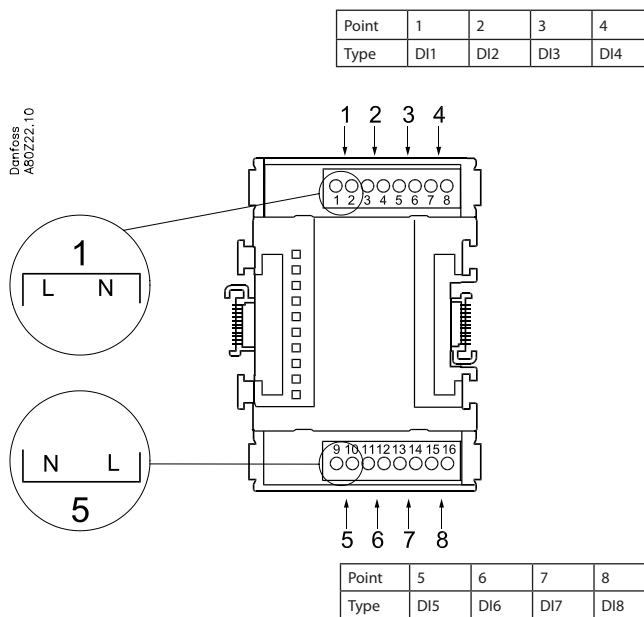 Point 1 2 3 4
Type DI1 DI2 DI3 DI4
Danfoss
A80Z22.10
1 2 3 4
1 2 3 4 5 6 7 8
1
L N
9 10 11 12 13 14 15 16
N L
5
5 6 7 8
Point 5 6 7 8
Type DI5 DI6 DI7 DI8